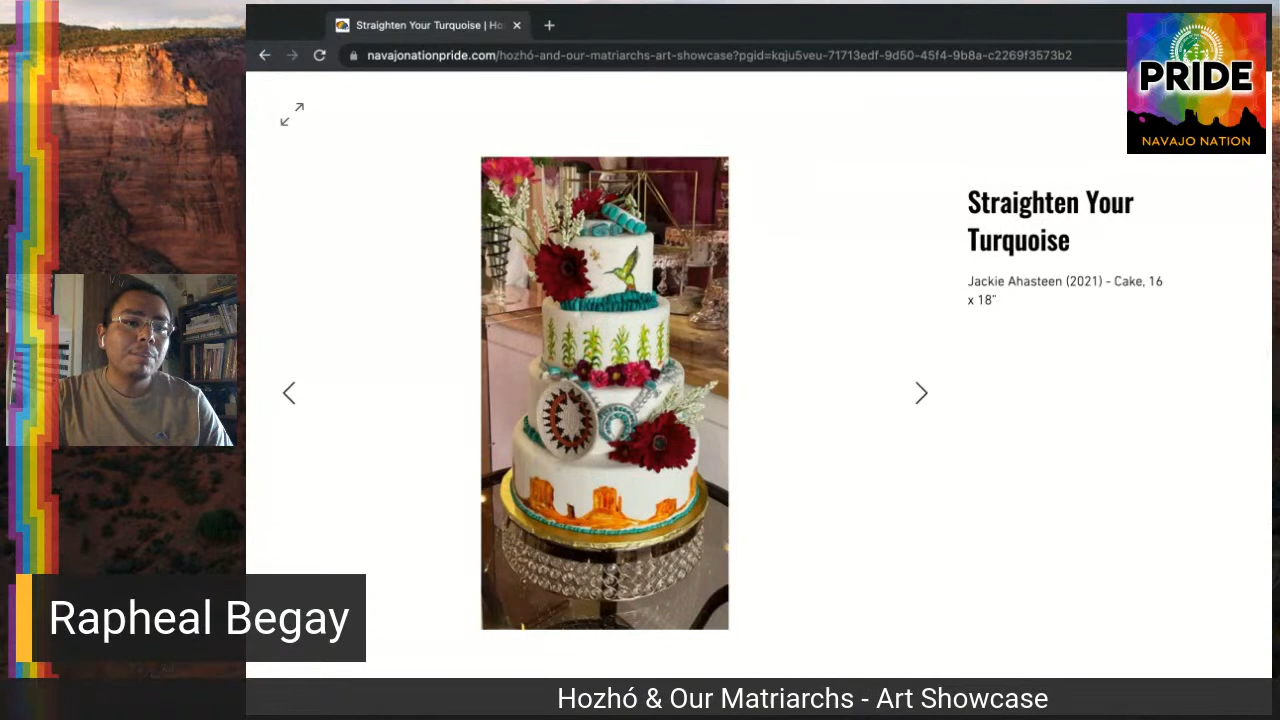 Straighten Your Turquoise | Ho
navajonationpride.com/hozhó-and-our-matriarchs-art-showcase?pgid=kqju5veu-71713edf-9d50-45f4-9b8a-c2269f3573b2
PRIDE
NAVAJO NATION
Straighten Your
Turquoise
Jackie Ahasteen (2021) - Cake, 16
x 18”
Rapheal Begay
Hozhó & Our Matriarchs - Art Showcase